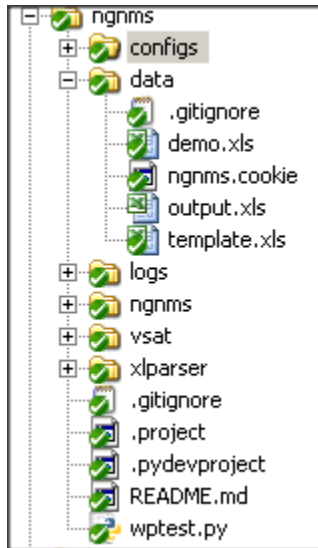 ngnms
configs
data
.gitignore
demo.xls
ngnms.cookie
output.xls
template.xls
logs
ngnms
vsat
xlparser
.gitignore
.project
.pydevproject
README.md
wptest.py